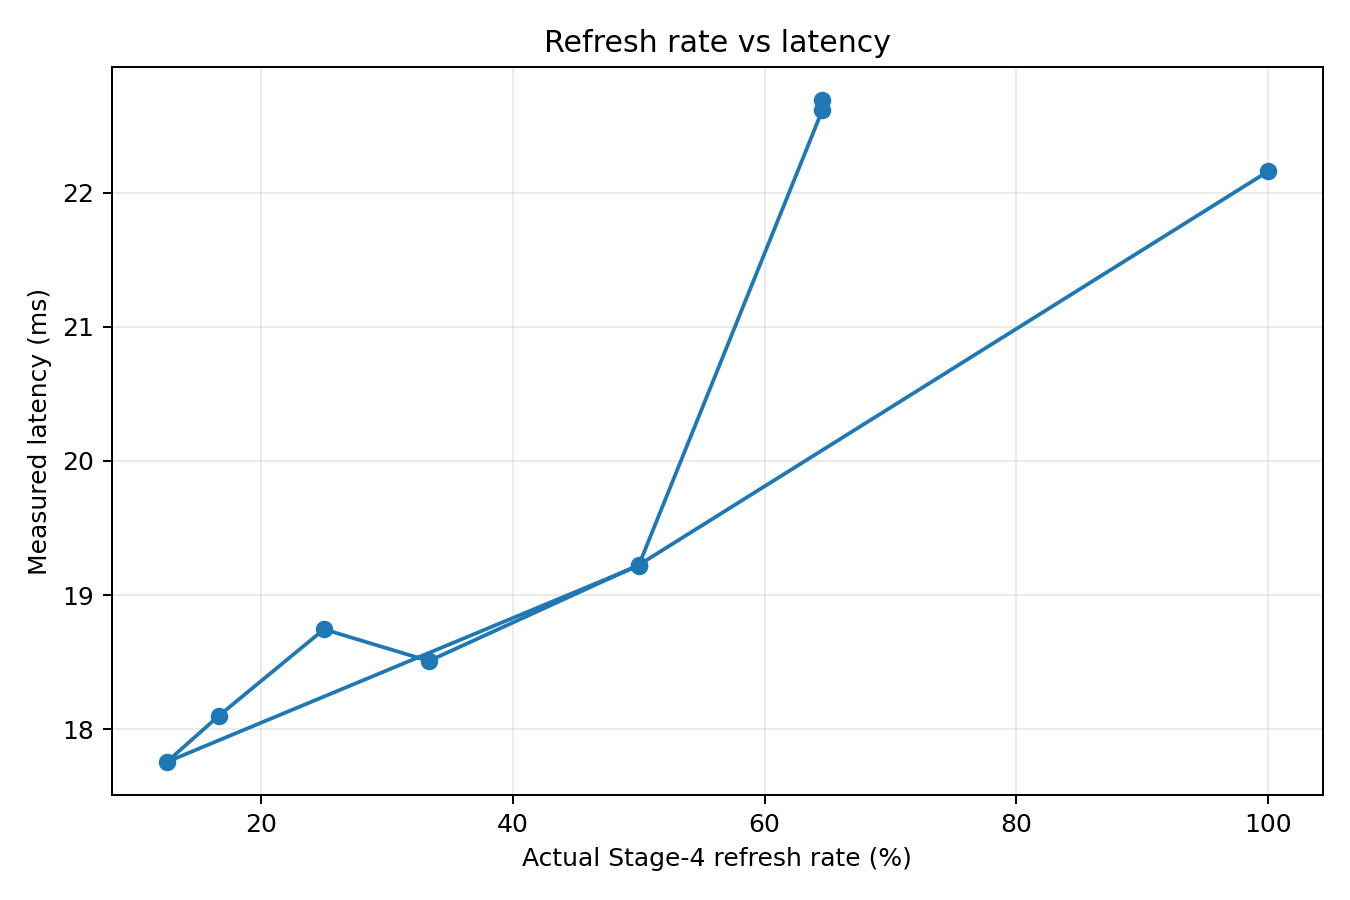 Refresh rate vs latency
Measured latency (ms)
22
21
20
19
18
20 40 60 80 100
Actual Stage-4 refresh rate (%)